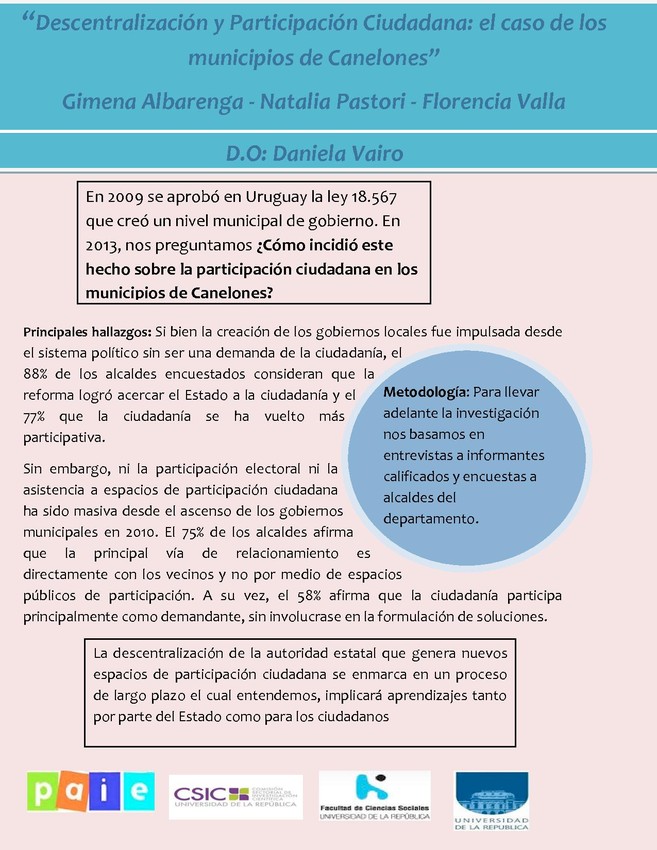 “Descentralización y Participación Ciudadana: el caso de los
municipios de Canelones”
Gimena Albarenga - Natalia Pastori - Florencia Valla
D.O: Daniela Vairo
En 2009 se aprobó en Uruguay la ley 18.567
que creó un nivel municipal de gobierno. En
2013, nos preguntamos ¿Cómo incidió este
hecho sobre la participación ciudadana en los
municipios de Canelones?
Principales hallazgos: Si bien la creación de los gobiernos locales fue impulsada desde
el sistema político sin ser una demanda de la ciudadanía, el
88% de los alcaldes encuestados consideran que la
reforma logró acercar el Estado a la ciudadanía y el
77% que la ciudadanía se ha vuelto más
participativa.
Metodología: Para llevar
adelante la investigación
nos basamos en
entrevistas a informantes
calificados y encuestas a
alcaldes del
departamento.
Sin embargo, ni la participación electoral ni la
asistencia a espacios de participación ciudadana
ha sido masiva desde el ascenso de los gobiernos
municipales en 2010. El 75% de los alcaldes afirma
que la principal vía de relacionamiento es
directamente con los vecinos y no por medio de espacios
públicos de participación. A su vez, el 58% afirma que la ciudadanía participa
principalmente como demandante, sin involucrase en la formulación de soluciones.
La descentralización de la autoridad estatal que genera nuevos
espacios de participación ciudadana se enmarca en un proceso
de largo plazo el cual entendemos, implicará aprendizajes tanto
por parte del Estado como para los ciudadanos
paie
CSIC
COMISIÓN
SECTORIAL DE
INVESTIGACIÓN
CIENTÍFICA
UNIVERSIDAD DE LA REPÚBLICA
Facultad de Ciencias Sociales
UNIVERSIDAD DE LA REPÚBLICA
UNIVERSIDAD
DE LA REPUBLICA